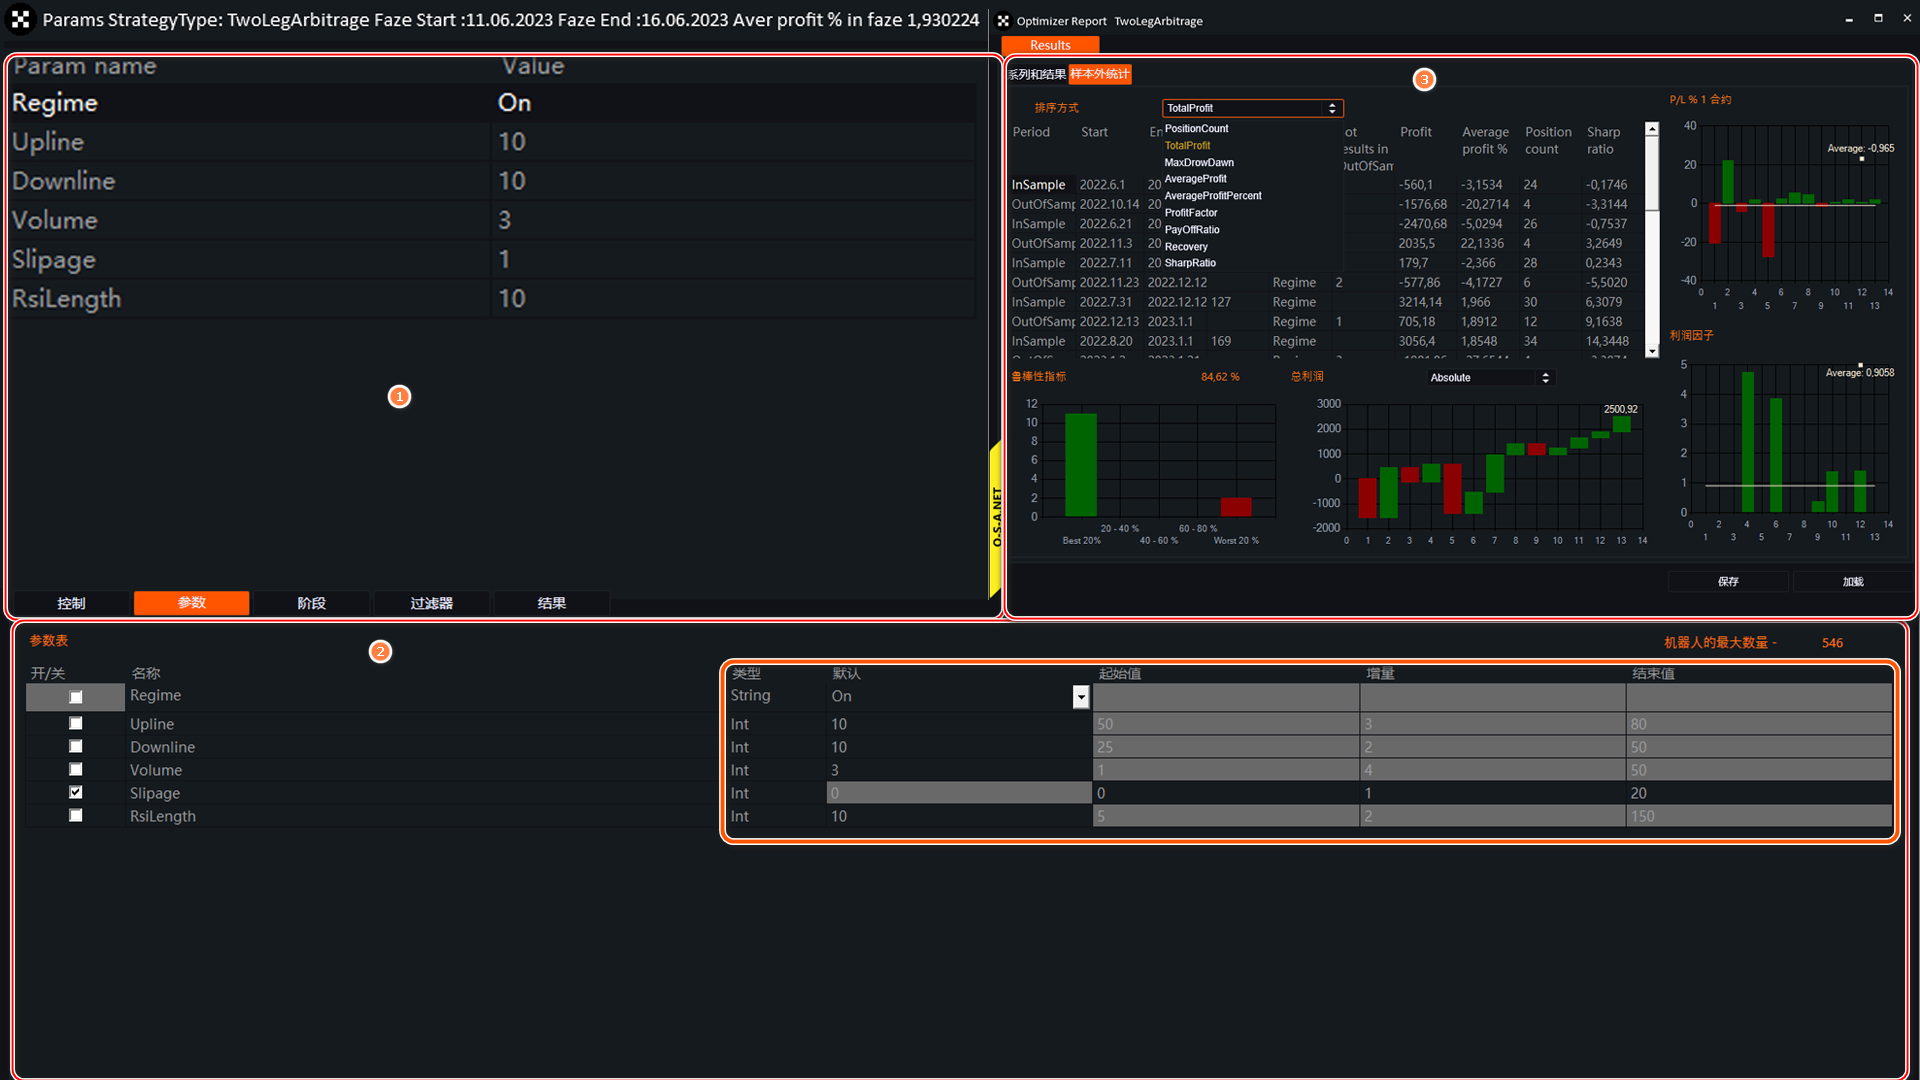 Params StrategyType: TwoLegArbitrage Faze Start :11.06.2023 Faze End :16.06.2023 Aver profit % in faze 1,930224
Param name Value
Regime On
Upline 10
Downline 10
Volume 3
Slipage 1
RsiLength 10
1
控制 参数 阶段 过滤器 结果
O-S-A.NET
Optimizer Report TwoLegArbitrage
Results
系列和结果 样本外统计
3
排序方式 TotalProfit
PositionCount
TotalProfit
MaxDrowDawn
AverageProfit
AverageProfitPercent
ProfitFactor
PayOffRatio
Recovery
SharpRatio
Period Start En ot esults in OutOfSam Profit Average profit % Position count Sharp ratio
InSample 2022.6.1 20 -560,1 -3,1534 24 -0,1746
OutOfSamp 2022.10.14 20 -1576,68 -20,2714 4 -3,3144
InSample 2022.6.21 20 -2470,68 -5,0294 26 -0,7537
OutOfSamp 2022.11.3 20 2035,5 22,1336 4 3,2649
InSample 2022.7.11 20 179,7 -2,366 28 0,2343
OutOfSamp 2022.11.23 2022.12.12 Regime 2 -577,86 -4,1727 6 -5,5020
InSample 2022.7.31 2022.12.12 127 Regime 3214,14 1,966 30 6,3079
OutOfSamp 2022.12.13 2023.1.1 Regime 1 705,18 1,8912 12 9,1638
InSample 2022.8.20 2023.1.1 169 Regime 3056,4 1,8548 34 14,3448
P/L % 1 合约
40
20
0
-20
-40
Average: -0,965
0 2 4 6 8 10 12 14
1 3 5 7 9 11 13
利润因子
5
4
3
2
1
0
Average: 0,9058
0 2 4 6 8 10 12 14
1 3 5 7 9 11 13
鲁棒性指标 84,62 %
12
10
8
6
4
2
0
20 - 40 % 60 - 80 %
Best 20% 40 - 60 % Worst 20 %
总利润 Absolute
3000
2000
1000
0
-1000
-2000
2500,92
0 1 2 3 4 5 6 7 8 9 10 11 12 13 14
保存 加载
参数表
2
机器人的最大数量 - 546
开/关 名称 类型 默认 起始值 增量 结束值
Regime String On
Upline Int 10 50 3 80
Downline Int 10 25 2 50
Volume Int 3 1 4 50
Slipage Int 0 0 1 20
RsiLength Int 10 5 2 150